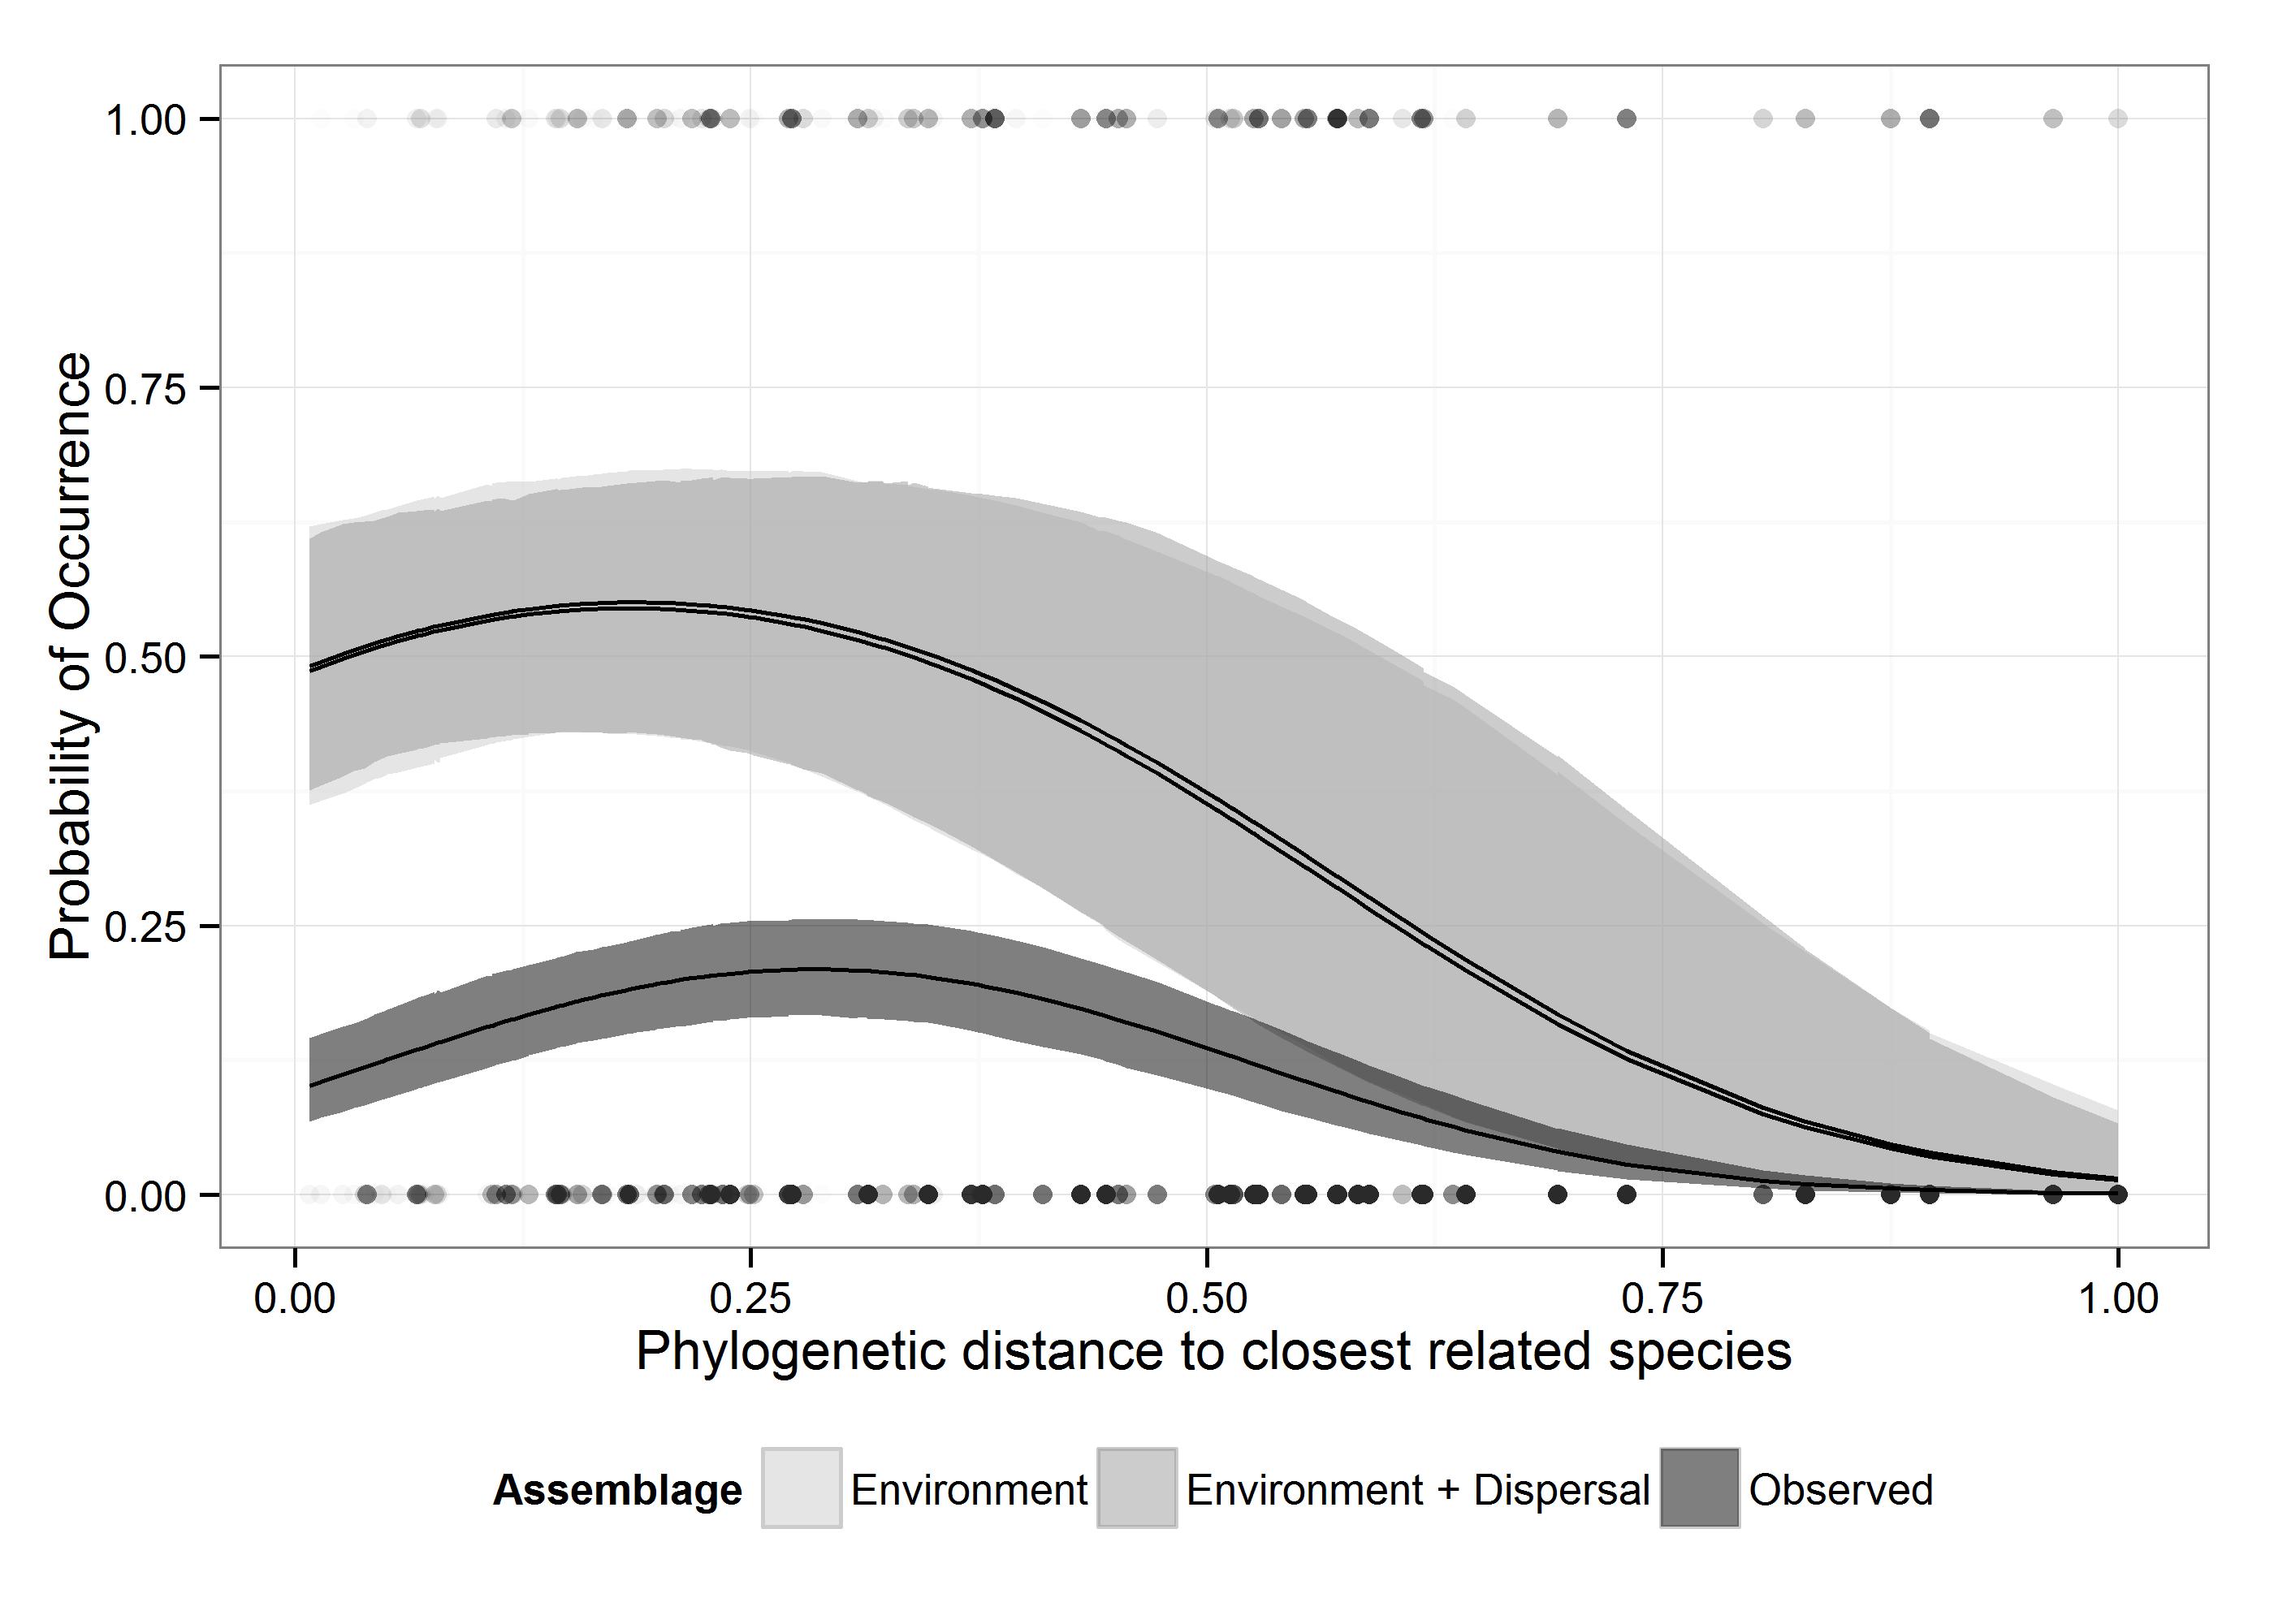 1.00
0.75
0.50
0.25
0.00
Probability of Occurrence
0.00 0.25 0.50 0.75 1.00
Phylogenetic distance to closest related species
Assemblage Environment Environment + Dispersal Observed